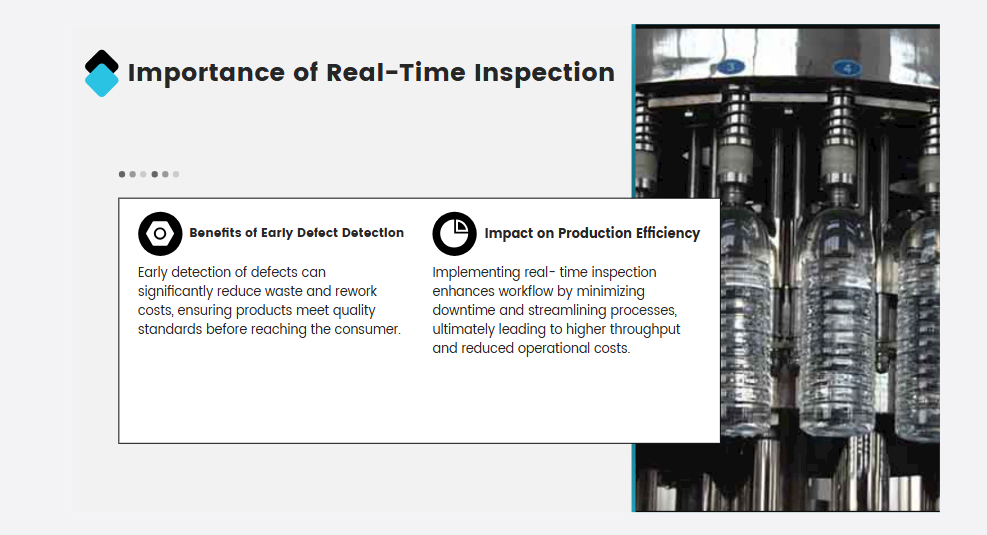 Importance of Real-Time Inspection
3
4
Benefits of Early Defect Detection
Early detection of defects can
significantly reduce waste and rework
costs, ensuring products meet quality
standards before reaching the consumer.
Impact on Production Efficiency
Implementing real- time inspection
enhances workflow by minimizing
downtime and streamlining processes,
ultimately leading to higher throughput
and reduced operational costs.